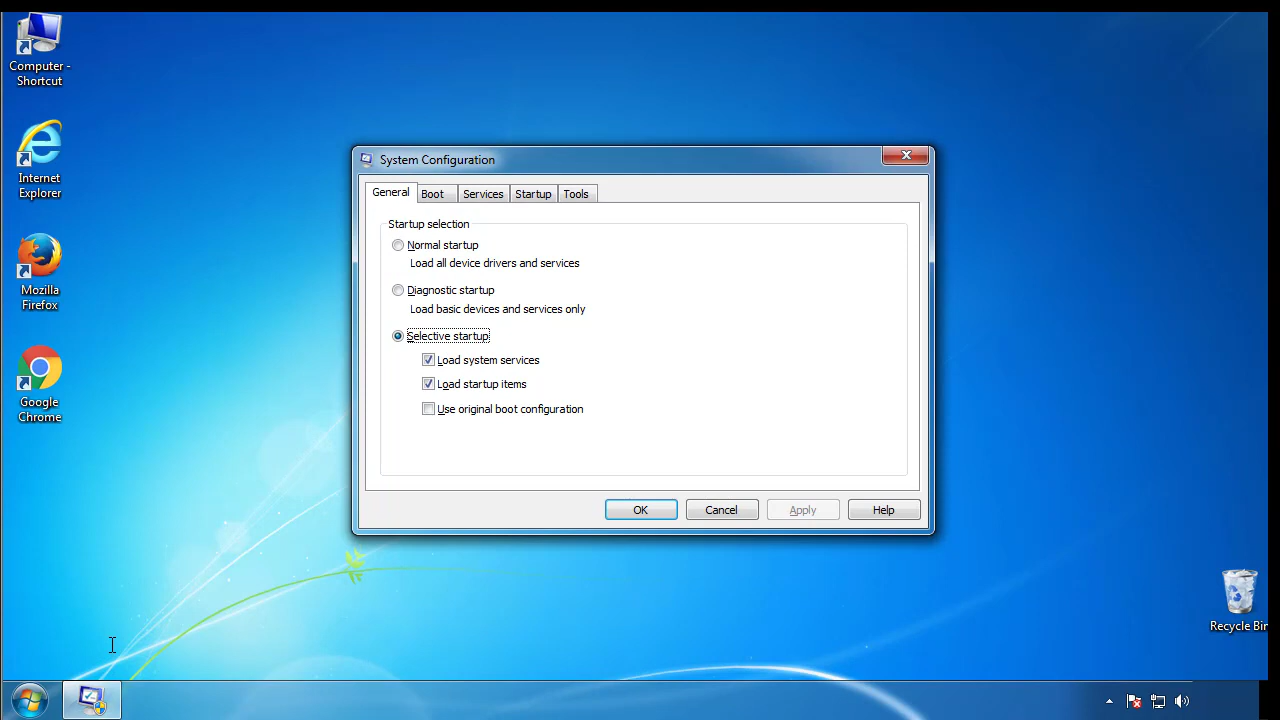 Computer -
Shortcut
Internet
Explorer
Mozilla
Firefox
Google
Chrome
System Configuration
General Boot Services Startup Tools
Startup selection
Normal startup
Load all device drivers and services
Diagnostic startup
Load basic devices and services only
Selective startup
Load system services
Load startup items
Use original boot configuration
OK Cancel Apply Help
Recycle Bin